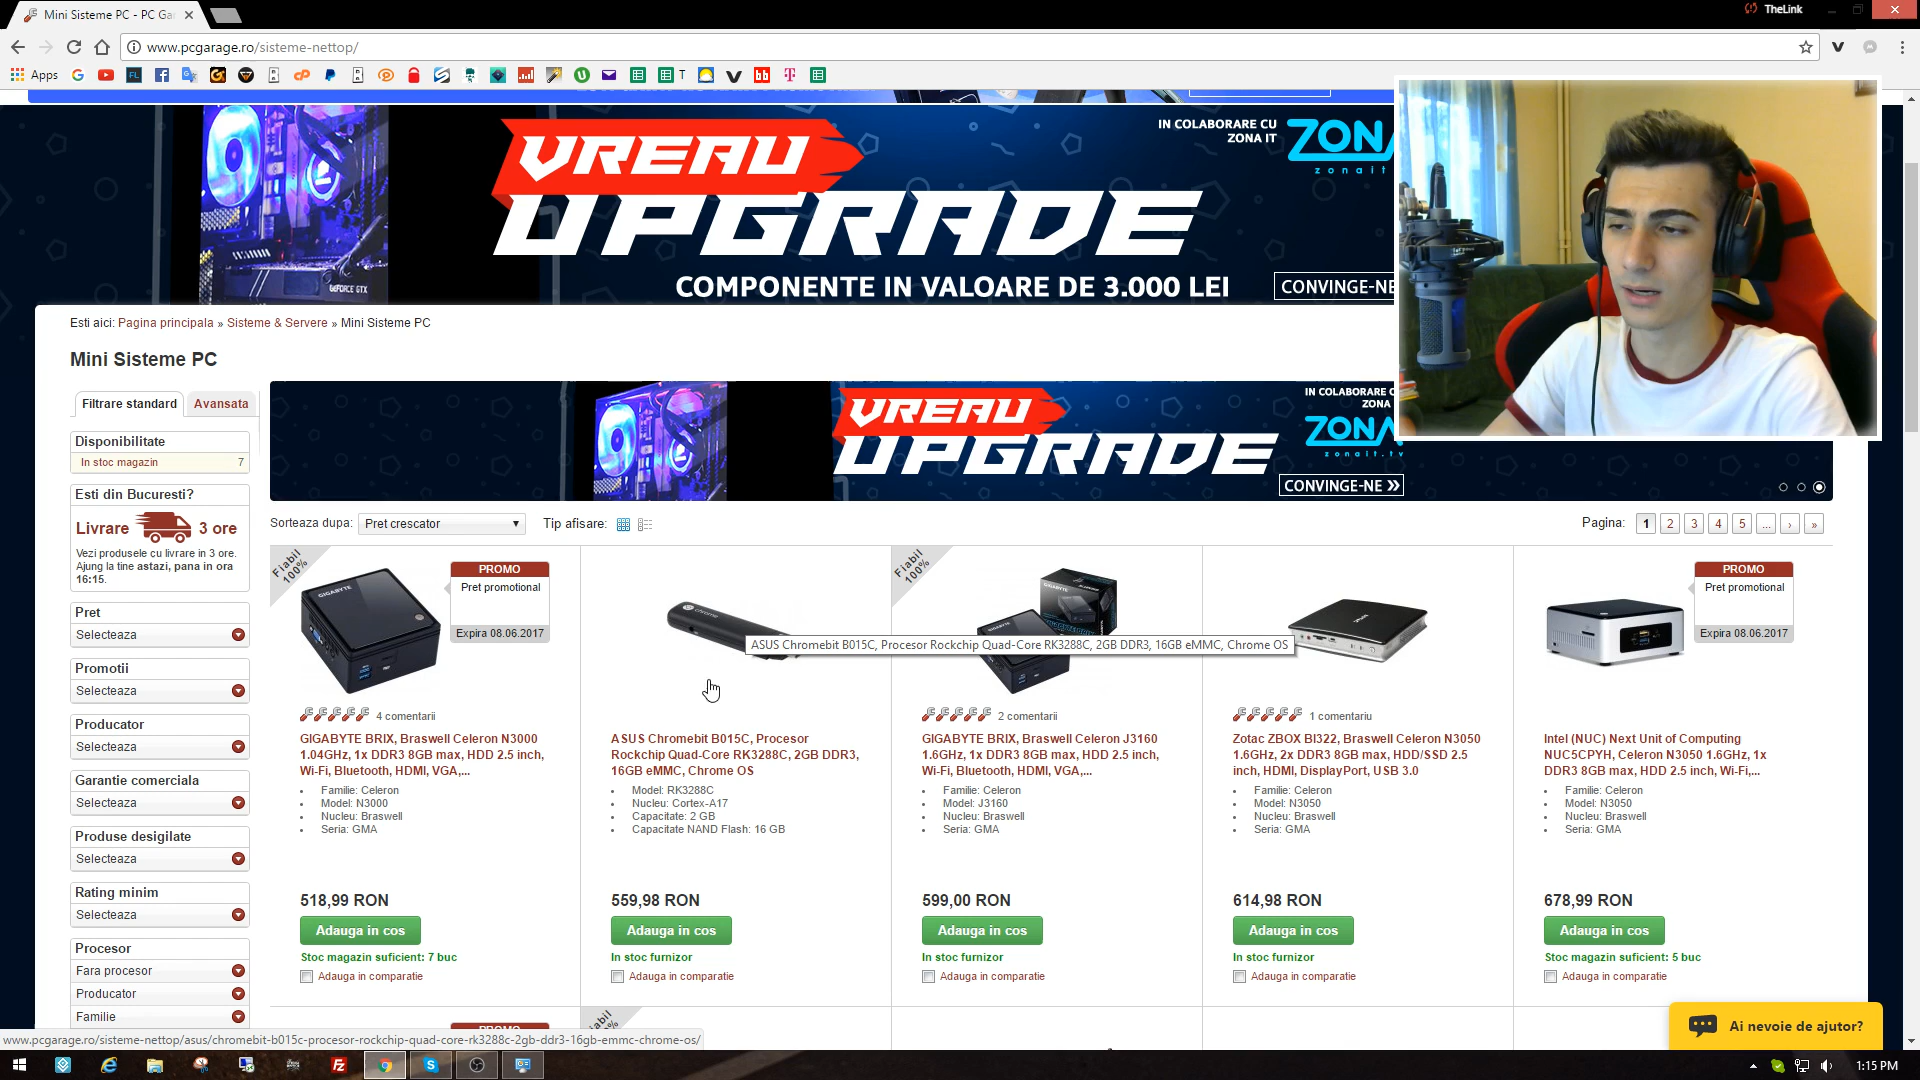 Mini Sisteme PC - PC Ga
TheLink
www.pcgarage.ro/sisteme-nettop/
Apps
T
VREAU
UPGRADE
COMPONENTE IN VALOARE DE 3.000 LEI
IN COLABORARE CU
ZONA IT
ZONA
zonait
CONVINGE-NE
GEFORCE GTX
Esti aici: Pagina principala » Sisteme & Servere » Mini Sisteme PC
Mini Sisteme PC
Filtrare standard
Avansata
Disponibilitate
In stoc magazin 7
Esti din Bucuresti?
Livrare 3 ore
Vezi produsele cu livrare in 3 ore.
Ajung la tine astazi, pana in ora
16:15.
Pret
Selecteaza
Promotii
Selecteaza
Producator
Selecteaza
Garantie comerciala
Selecteaza
Produse desigilate
Selecteaza
Rating minim
Selecteaza
Procesor
Fara procesor
Producator
Familie
VREAU
UPGRADE
IN COLABORARE C
ZONA
ZONA
zonait.tv
CONVINGE-NE
Sorteaza dupa: Pret crescator
Tip afisare:
Pagina: 1 2 3 4 5 ... › »
Fiabil
100%
GIGABYTE
PROMO
Pret promotional
Expira 08.06.2017
4 comentarii
GIGABYTE BRIX, Braswell Celeron N3000
1.04GHz, 1x DDR3 8GB max, HDD 2.5 inch,
Wi-Fi, Bluetooth, HDMI, VGA,...
Familie: Celeron
Model: N3000
Nucleu: Braswell
Seria: GMA
518,99 RON
Adauga in cos
Stoc magazin suficient: 7 buc
Adauga in comparatie
chrome
ASUS Chromebit B015C, Procesor Rockchip Quad-Core RK3288C, 2GB DDR3, 16GB eMMC, Chrome OS
ASUS Chromebit B015C, Procesor
Rockchip Quad-Core RK3288C, 2GB DDR3,
16GB eMMC, Chrome OS
Model: RK3288C
Nucleu: Cortex-A17
Capacitate: 2 GB
Capacitate NAND Flash: 16 GB
559,98 RON
Adauga in cos
In stoc furnizor
Adauga in comparatie
Fiabil
100%
GIGABYTE
2 comentarii
GIGABYTE BRIX, Braswell Celeron J3160
1.6GHz, 1x DDR3 8GB max, HDD 2.5 inch,
Wi-Fi, Bluetooth, HDMI, VGA,...
Familie: Celeron
Model: J3160
Nucleu: Braswell
Seria: GMA
599,00 RON
Adauga in cos
In stoc furnizor
Adauga in comparatie
1 comentariu
Zotac ZBOX BI322, Braswell Celeron N3050
1.6GHz, 2x DDR3 8GB max, HDD/SSD 2.5
inch, HDMI, DisplayPort, USB 3.0
Familie: Celeron
Model: N3050
Nucleu: Braswell
Seria: GMA
614,98 RON
Adauga in cos
In stoc furnizor
Adauga in comparatie
PROMO
Pret promotional
Expira 08.06.2017
Intel (NUC) Next Unit of Computing
NUC5CPYH, Celeron N3050 1.6GHz, 1x
DDR3 8GB max, HDD 2.5 inch, Wi-Fi,...
Familie: Celeron
Model: N3050
Nucleu: Braswell
Seria: GMA
678,99 RON
Adauga in cos
Stoc magazin suficient: 5 buc
Adauga in comparatie
PROMO
Ai nevoie de ajutor?
www.pcgarage.ro/sisteme-nettop/asus/chromebit-b015c-procesor-rockchip-quad-core-rk3288c-2gb-ddr3-16gb-emmc-chrome-os/
1:15 PM